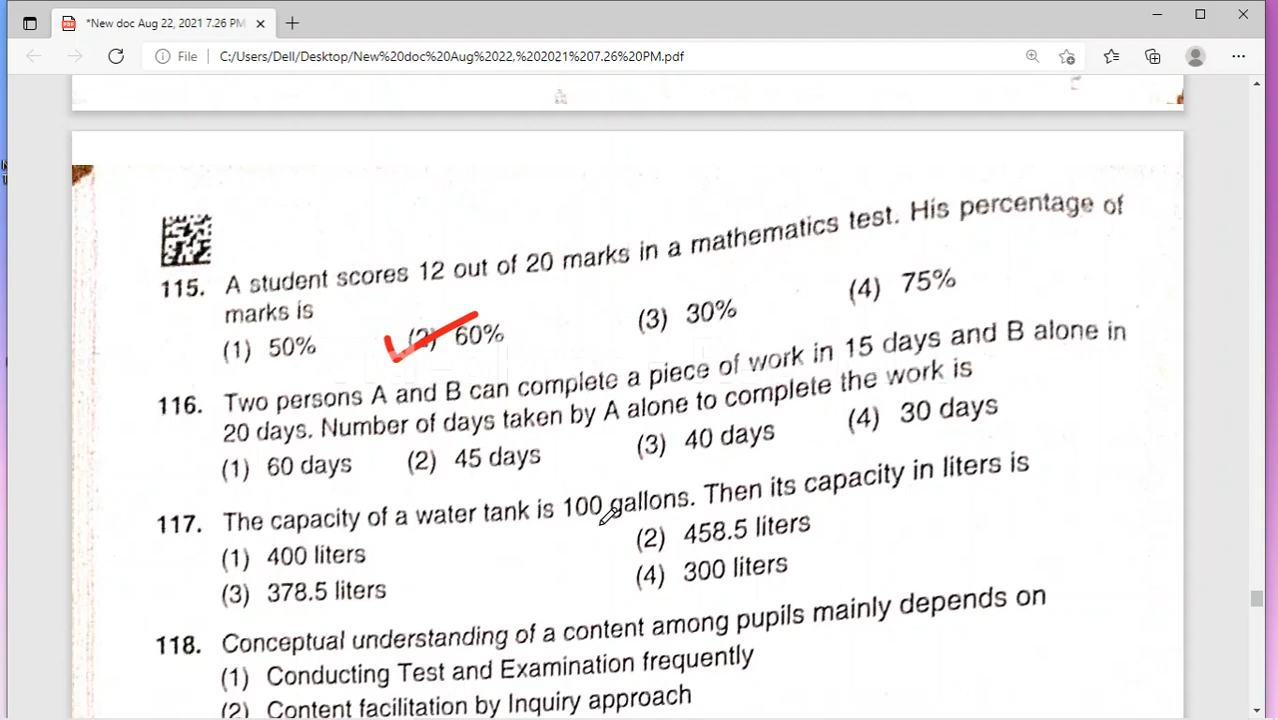 *New doc Aug 22, 2021 7.26 PM
File C:/Users/Dell/Desktop/New%20doc%20Aug%2022,%202021%207.26%20PM.pdf
115. A student scores 12 out of 20 marks in a mathematics test. His percentage of
marks is
(1) 50% (2) 60% (3) 30% (4) 75%
116. Two persons A and B can complete a piece of work in 15 days and B alone in
20 days. Number of days taken by A alone to complete the work is
(1) 60 days (2) 45 days (3) 40 days (4) 30 days
117. The capacity of a water tank is 100 gallons. Then its capacity in liters is
(1) 400 liters (2) 458.5 liters
(3) 378.5 liters (4) 300 liters
118. Conceptual understanding of a content among pupils mainly depends on
(1) Conducting Test and Examination frequently
(2) Content facilitation by Inquiry approach